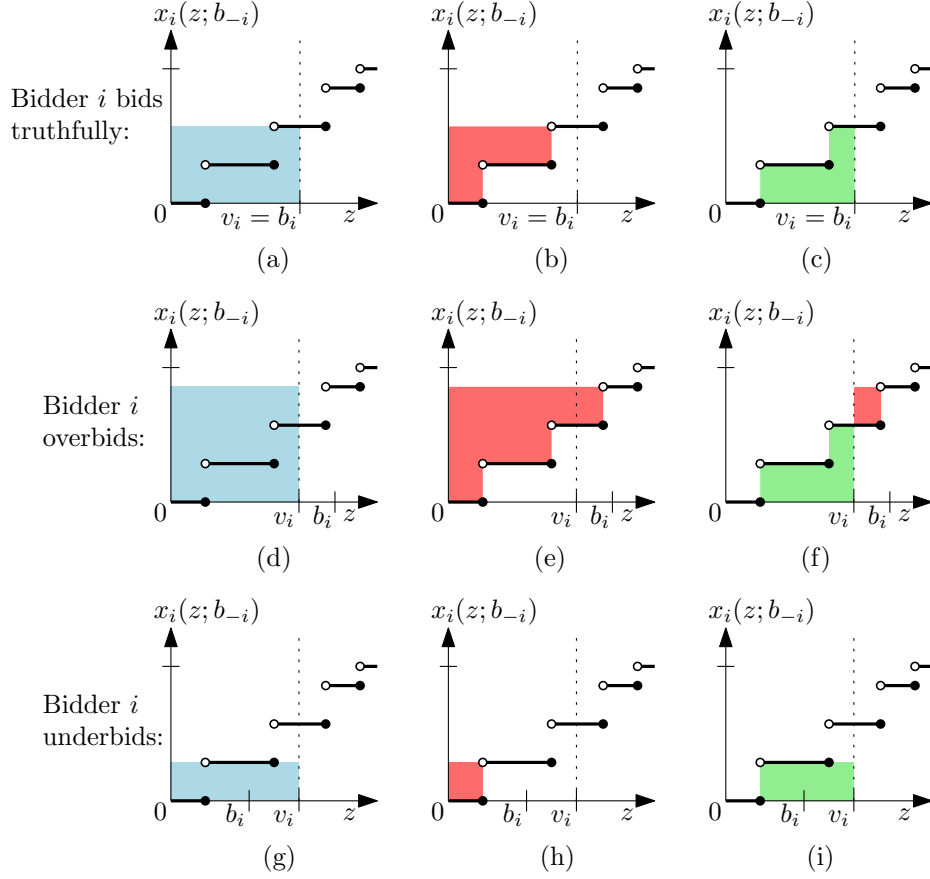 $x_i(z; b_{-i})$ $x_i(z; b_{-i})$ $x_i(z; b_{-i})$
Bidder $i$ bids
truthfully:
0 $v_i = b_i$ $z$ 0 $v_i = b_i$ $z$ 0 $v_i = b_i$ $z$
(a) (b) (c)
$x_i(z; b_{-i})$ $x_i(z; b_{-i})$ $x_i(z; b_{-i})$
Bidder $i$
overbids:
0 $v_i$ $b_i$ $z$ 0 $v_i$ $b_i$ $z$ 0 $v_i$ $b_i$ $z$
(d) (e) (f)
$x_i(z; b_{-i})$ $x_i(z; b_{-i})$ $x_i(z; b_{-i})$
Bidder $i$
underbids:
0 $b_i$ $v_i$ $z$ 0 $b_i$ $v_i$ $z$ 0 $b_i$ $v_i$ $z$
(g) (h) (i)